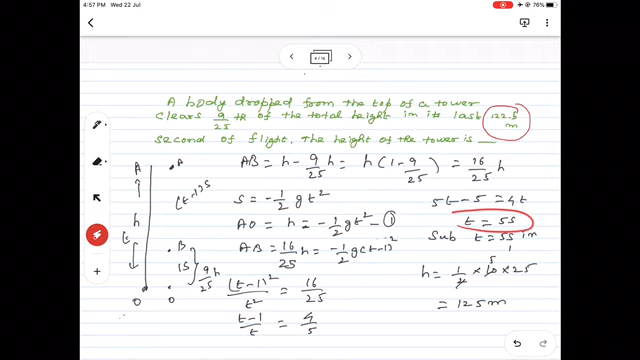 4:57 PM Wed 22 Jul
76%
6 / 16
A body dropped from the top of a tower
clears 9/25 th of the total height in its last 122.5 m
second of flight. The height of the tower is __
A
h
O
• A
(t-1)s
• B
1s
9/25 h
• O
AB = h - 9/25 h = h (1 - 9/25) = 16/25 h
S = -1/2 gt²
AO = h = -1/2 gt² - ①
AB = 16/25 h = -1/2 g(t-1)²
(t-1)²/t² = 16/25
t-1/t = 4/5
5t - 5 = 4t
t = 5s
Sub t = 5s in 1
h = 1/2 × 10 × 25
5
= 125 m